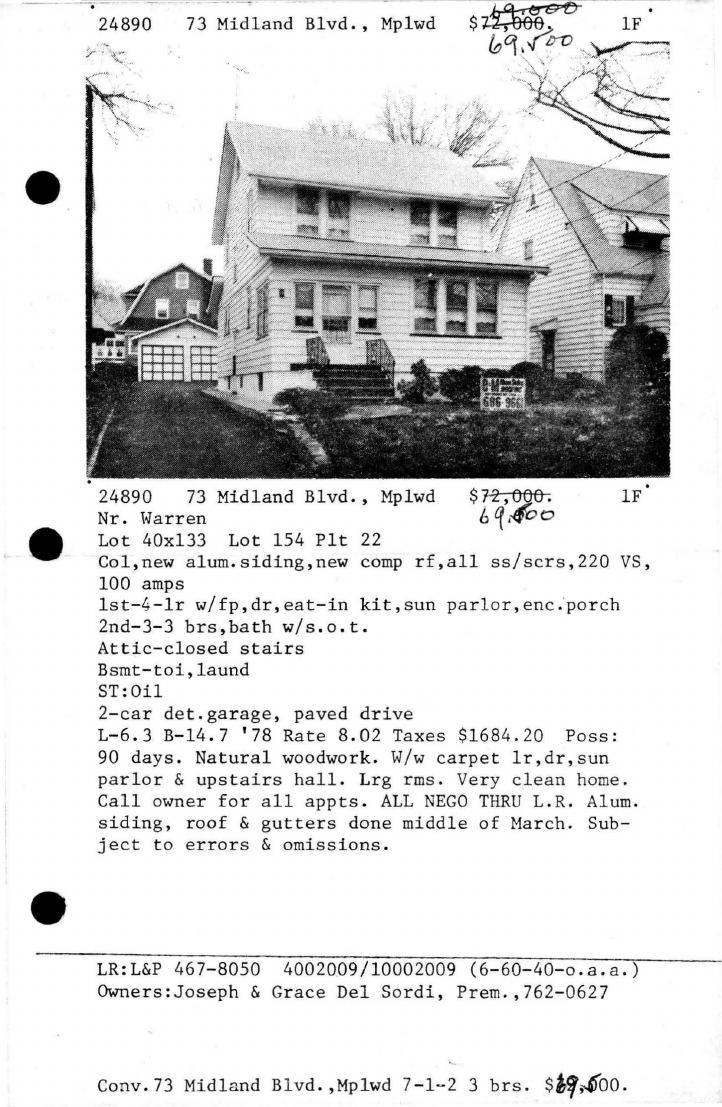 69,000
24890 73 Midland Blvd., Mplwd $72,000. 1F
69,500
686 966
24890 73 Midland Blvd., Mplwd $72,000. 1F
Nr. Warren 69,500
Lot 40x133 Lot 154 Plt 22
Col,new alum.siding,new comp rf,all ss/scrs,220 VS,
100 amps
1st-4-lr w/fp,dr,eat-in kit,sun parlor,enc.porch
2nd-3-3 brs,bath w/s.o.t.
Attic-closed stairs
Bsmt-toi,laund
ST:Oil
2-car det.garage, paved drive
L-6.3 B-14.7 '78 Rate 8.02 Taxes $1684.20 Poss:
90 days. Natural woodwork. W/w carpet lr,dr,sun
parlor & upstairs hall. Lrg rms. Very clean home.
Call owner for all appts. ALL NEGO THRU L.R. Alum.
siding, roof & gutters done middle of March. Sub-
ject to errors & omissions.
LR:L&P 467-8050 4002009/10002009 (6-60-40-o.a.a.)
Owners:Joseph & Grace Del Sordi, Prem.,762-0627
Conv.73 Midland Blvd.,Mplwd 7-1-2 3 brs. $69,500.